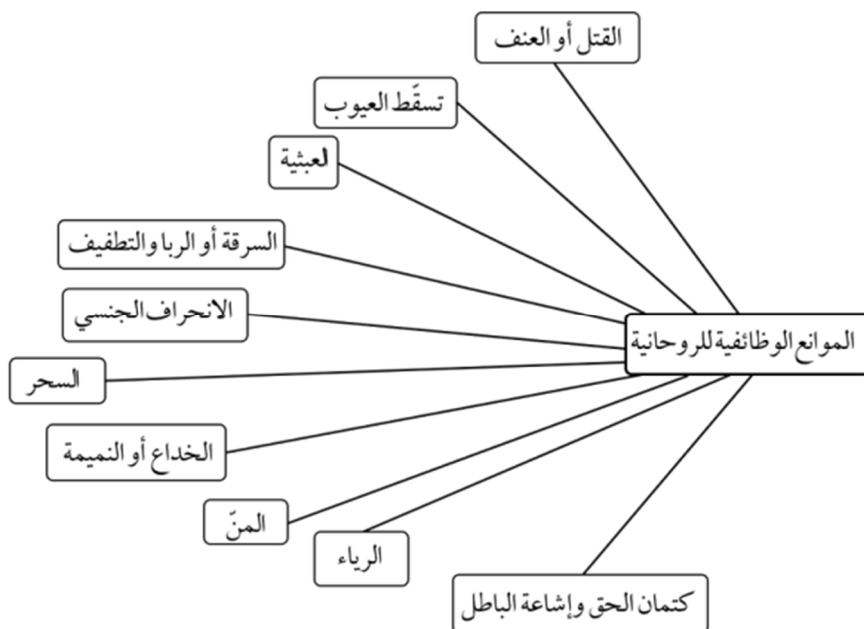 القتل أو العنف
تسقّط العيوب
لعبثية
السرقة أو الربا والتطفيف
الانحراف الجنسي
الموانع الوظائفية للروحانية
السحر
الخداع أو النميمة
المنّ
الرياء
كتمان الحق وإشاعة الباطل